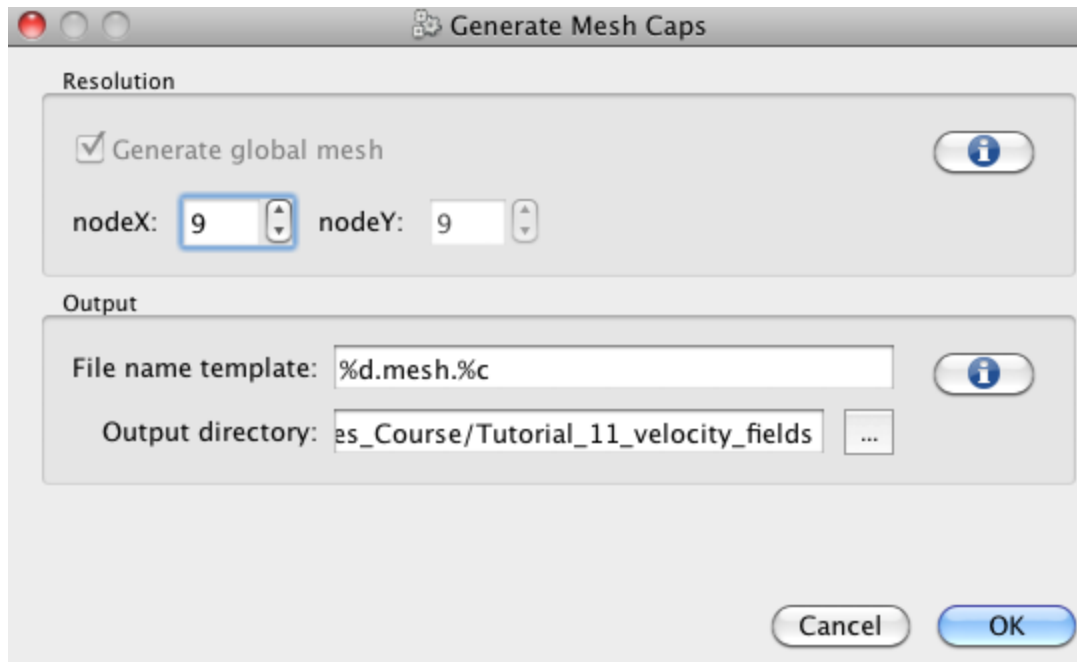 Generate Mesh Caps
Resolution
Generate global mesh
nodeX: 9 nodeY: 9
Output
File name template: %d.mesh.%c
Output directory: es_Course/Tutorial_11_velocity_fields ...
Cancel OK